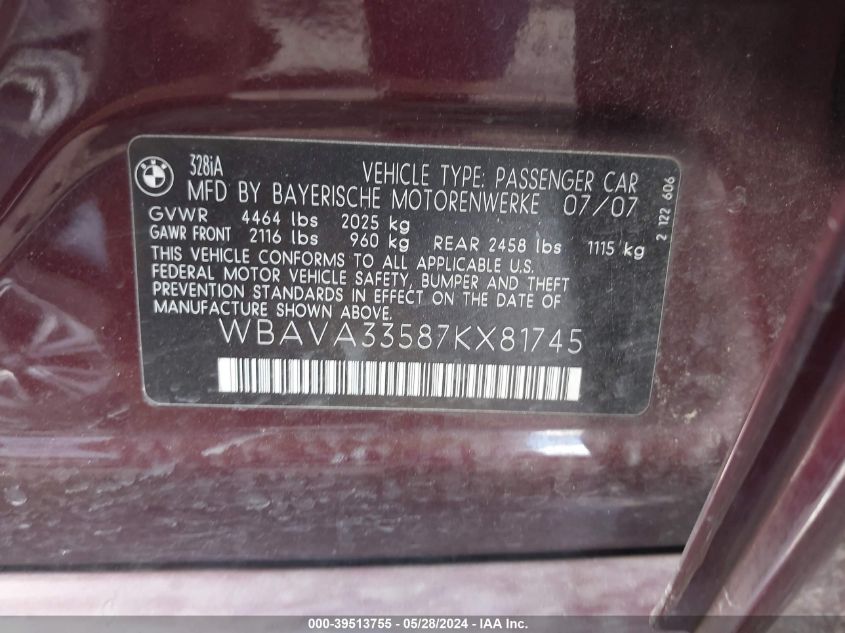 BMW
328iA
VEHICLE TYPE: PASSENGER CAR
MFD BY BAYERISCHE MOTORENWERKE 07/07
GVWR 4464 lbs 2025 kg
GAWR FRONT 2116 lbs 960 kg REAR 2458 lbs 1115 kg
THIS VEHICLE CONFORMS TO ALL APPLICABLE U.S.
FEDERAL MOTOR VEHICLE SAFETY, BUMPER AND THEFT
PREVENTION STANDARDS IN EFFECT ON THE DATE OF
MANUFACTURE SHOWN ABOVE.
WBAVA33587KX81745
2 122 606
000-39513755 - 05/28/2024 - IAA Inc.